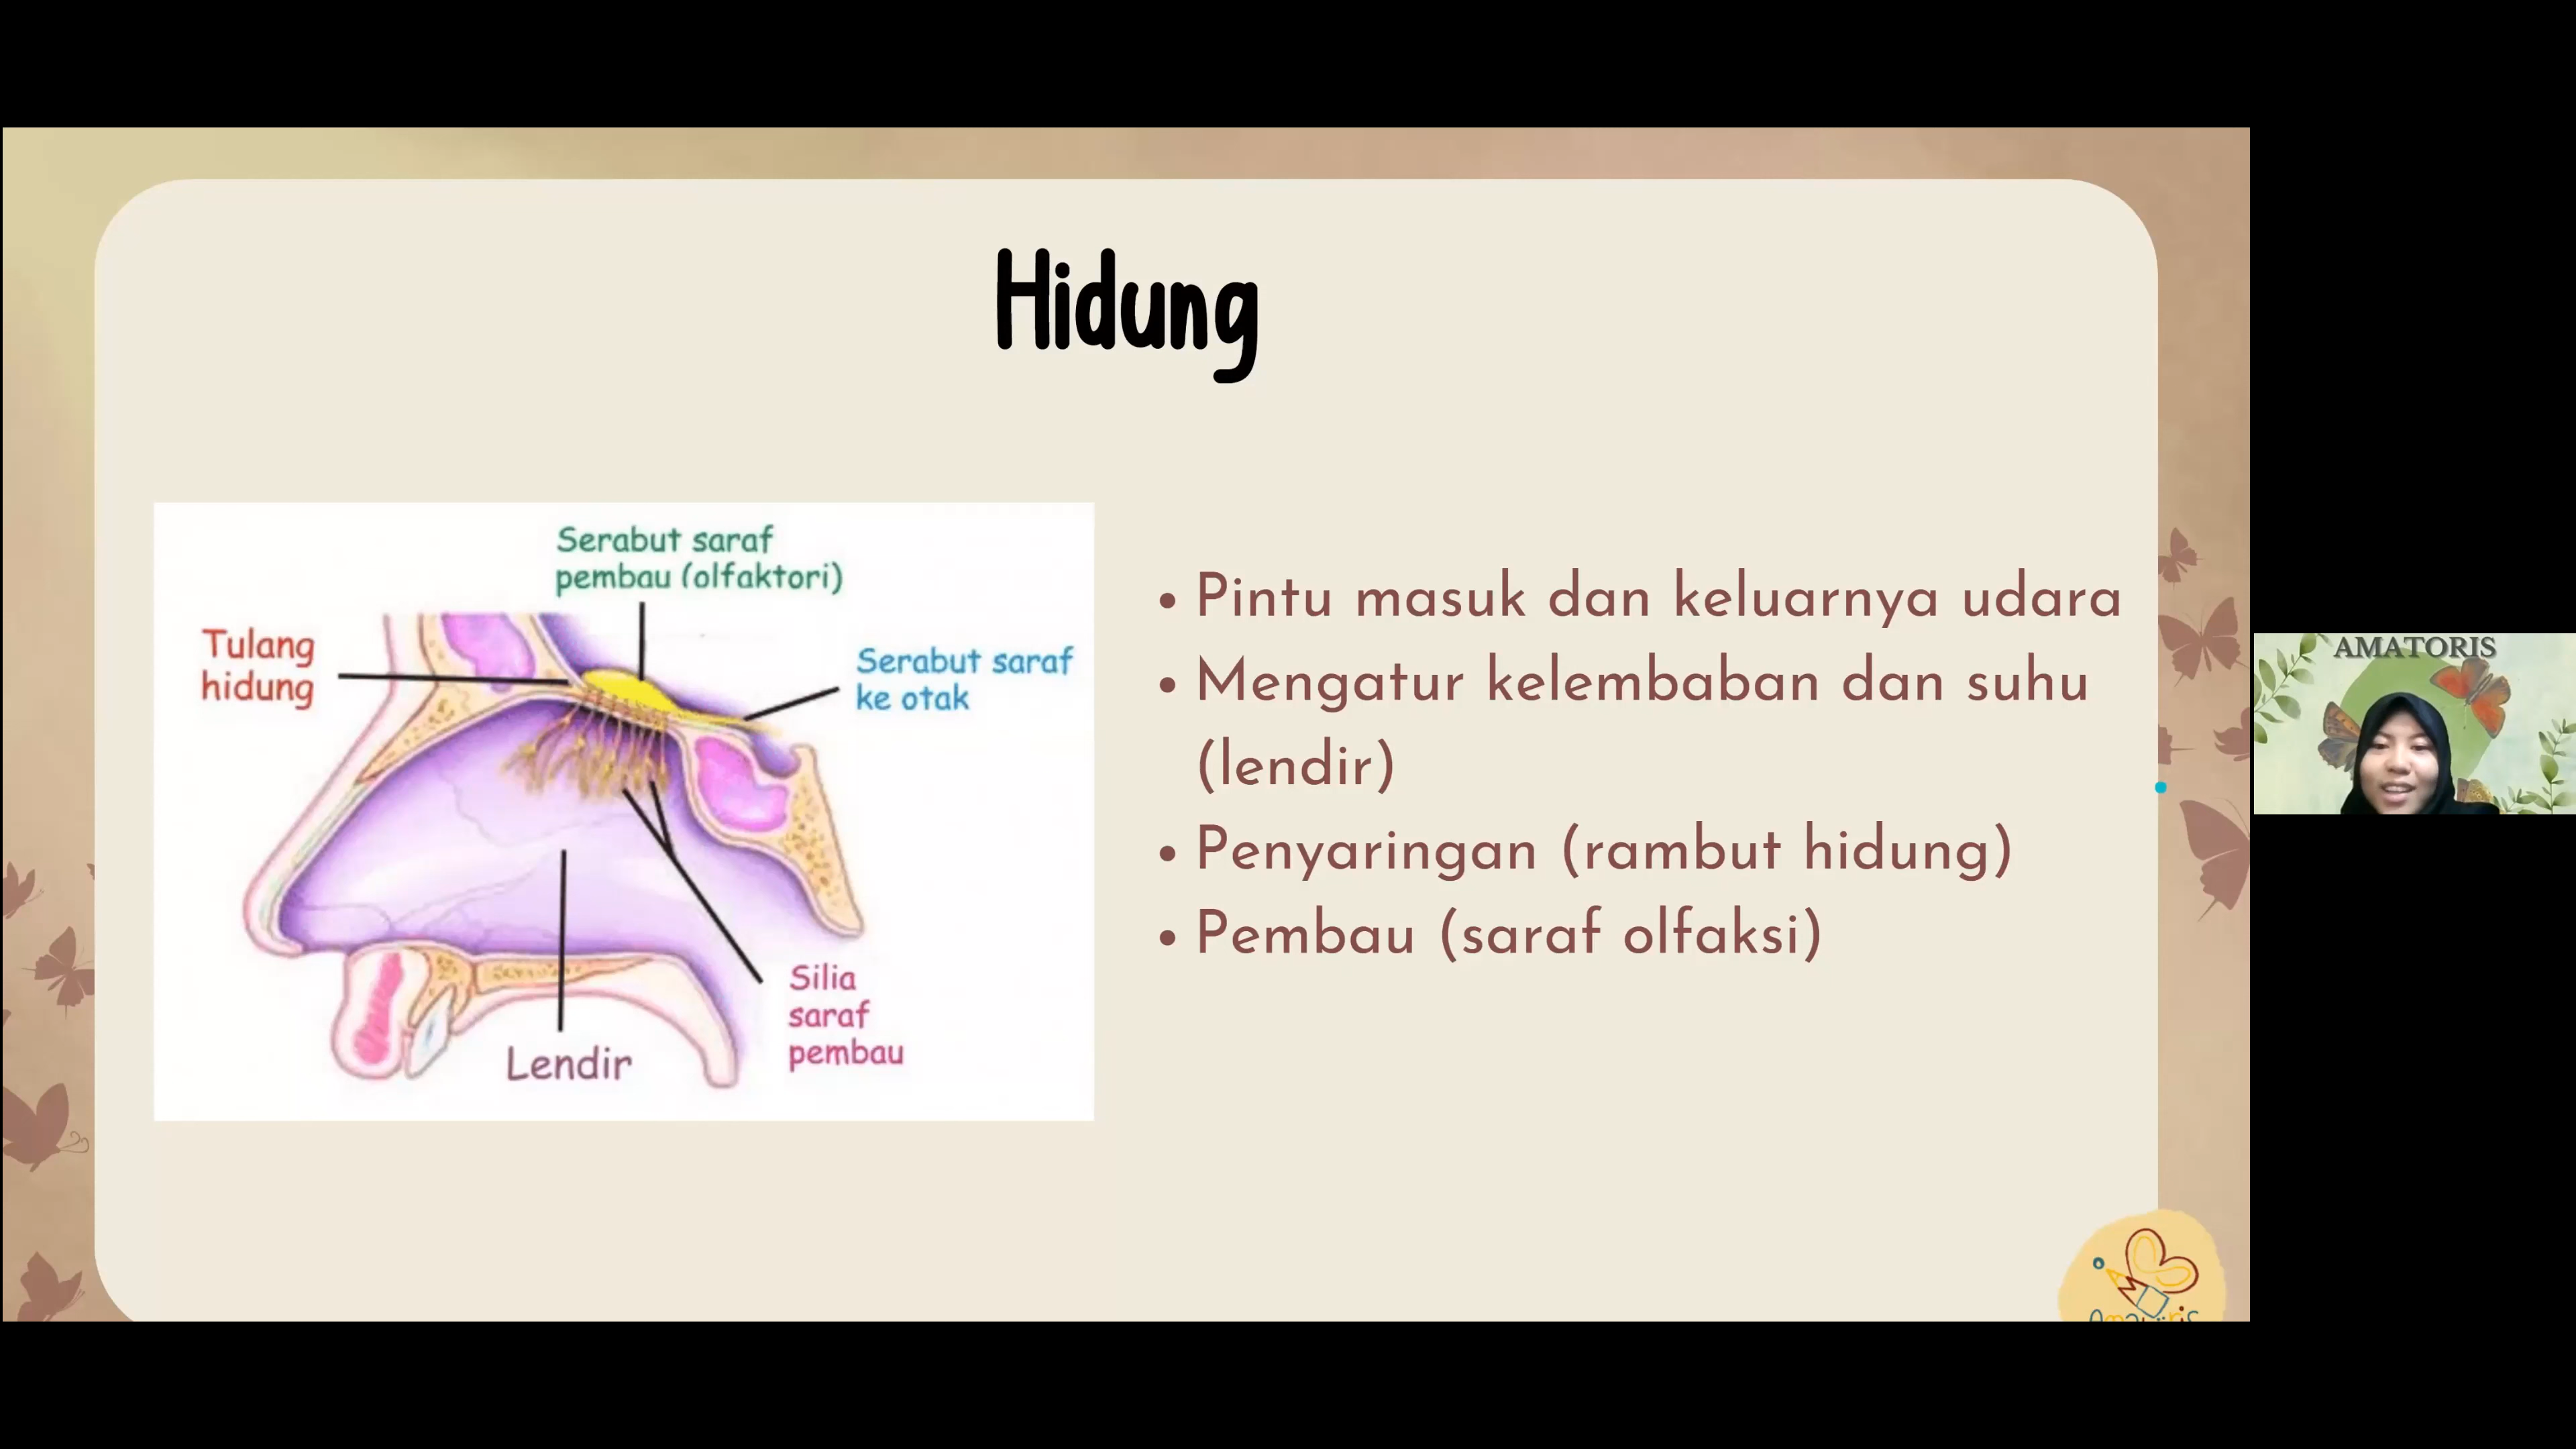 Hidung
Serabut saraf
pembau (olfaktori)
Tulang
hidung
Serabut saraf
ke otak
Silia
saraf
pembau
Lendir
• Pintu masuk dan keluarnya udara
• Mengatur kelembaban dan suhu
(lendir)
• Penyaringan (rambut hidung)
• Pembau (saraf olfaksi)
AMATORIS